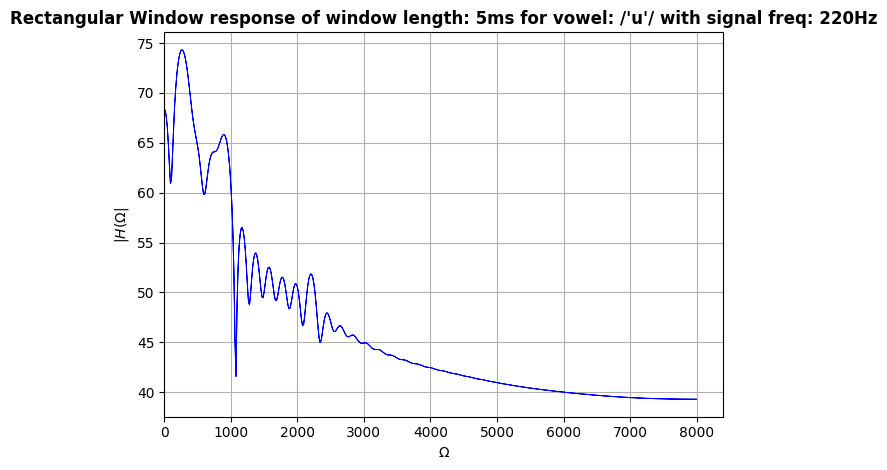 Rectangular Window response of window length: 5ms for vowel: /'u'/ with signal freq: 220Hz
75
70
65
60
55
50
45
40
|H(Ω|
0 1000 2000 3000 4000 5000 6000 7000 8000
Ω